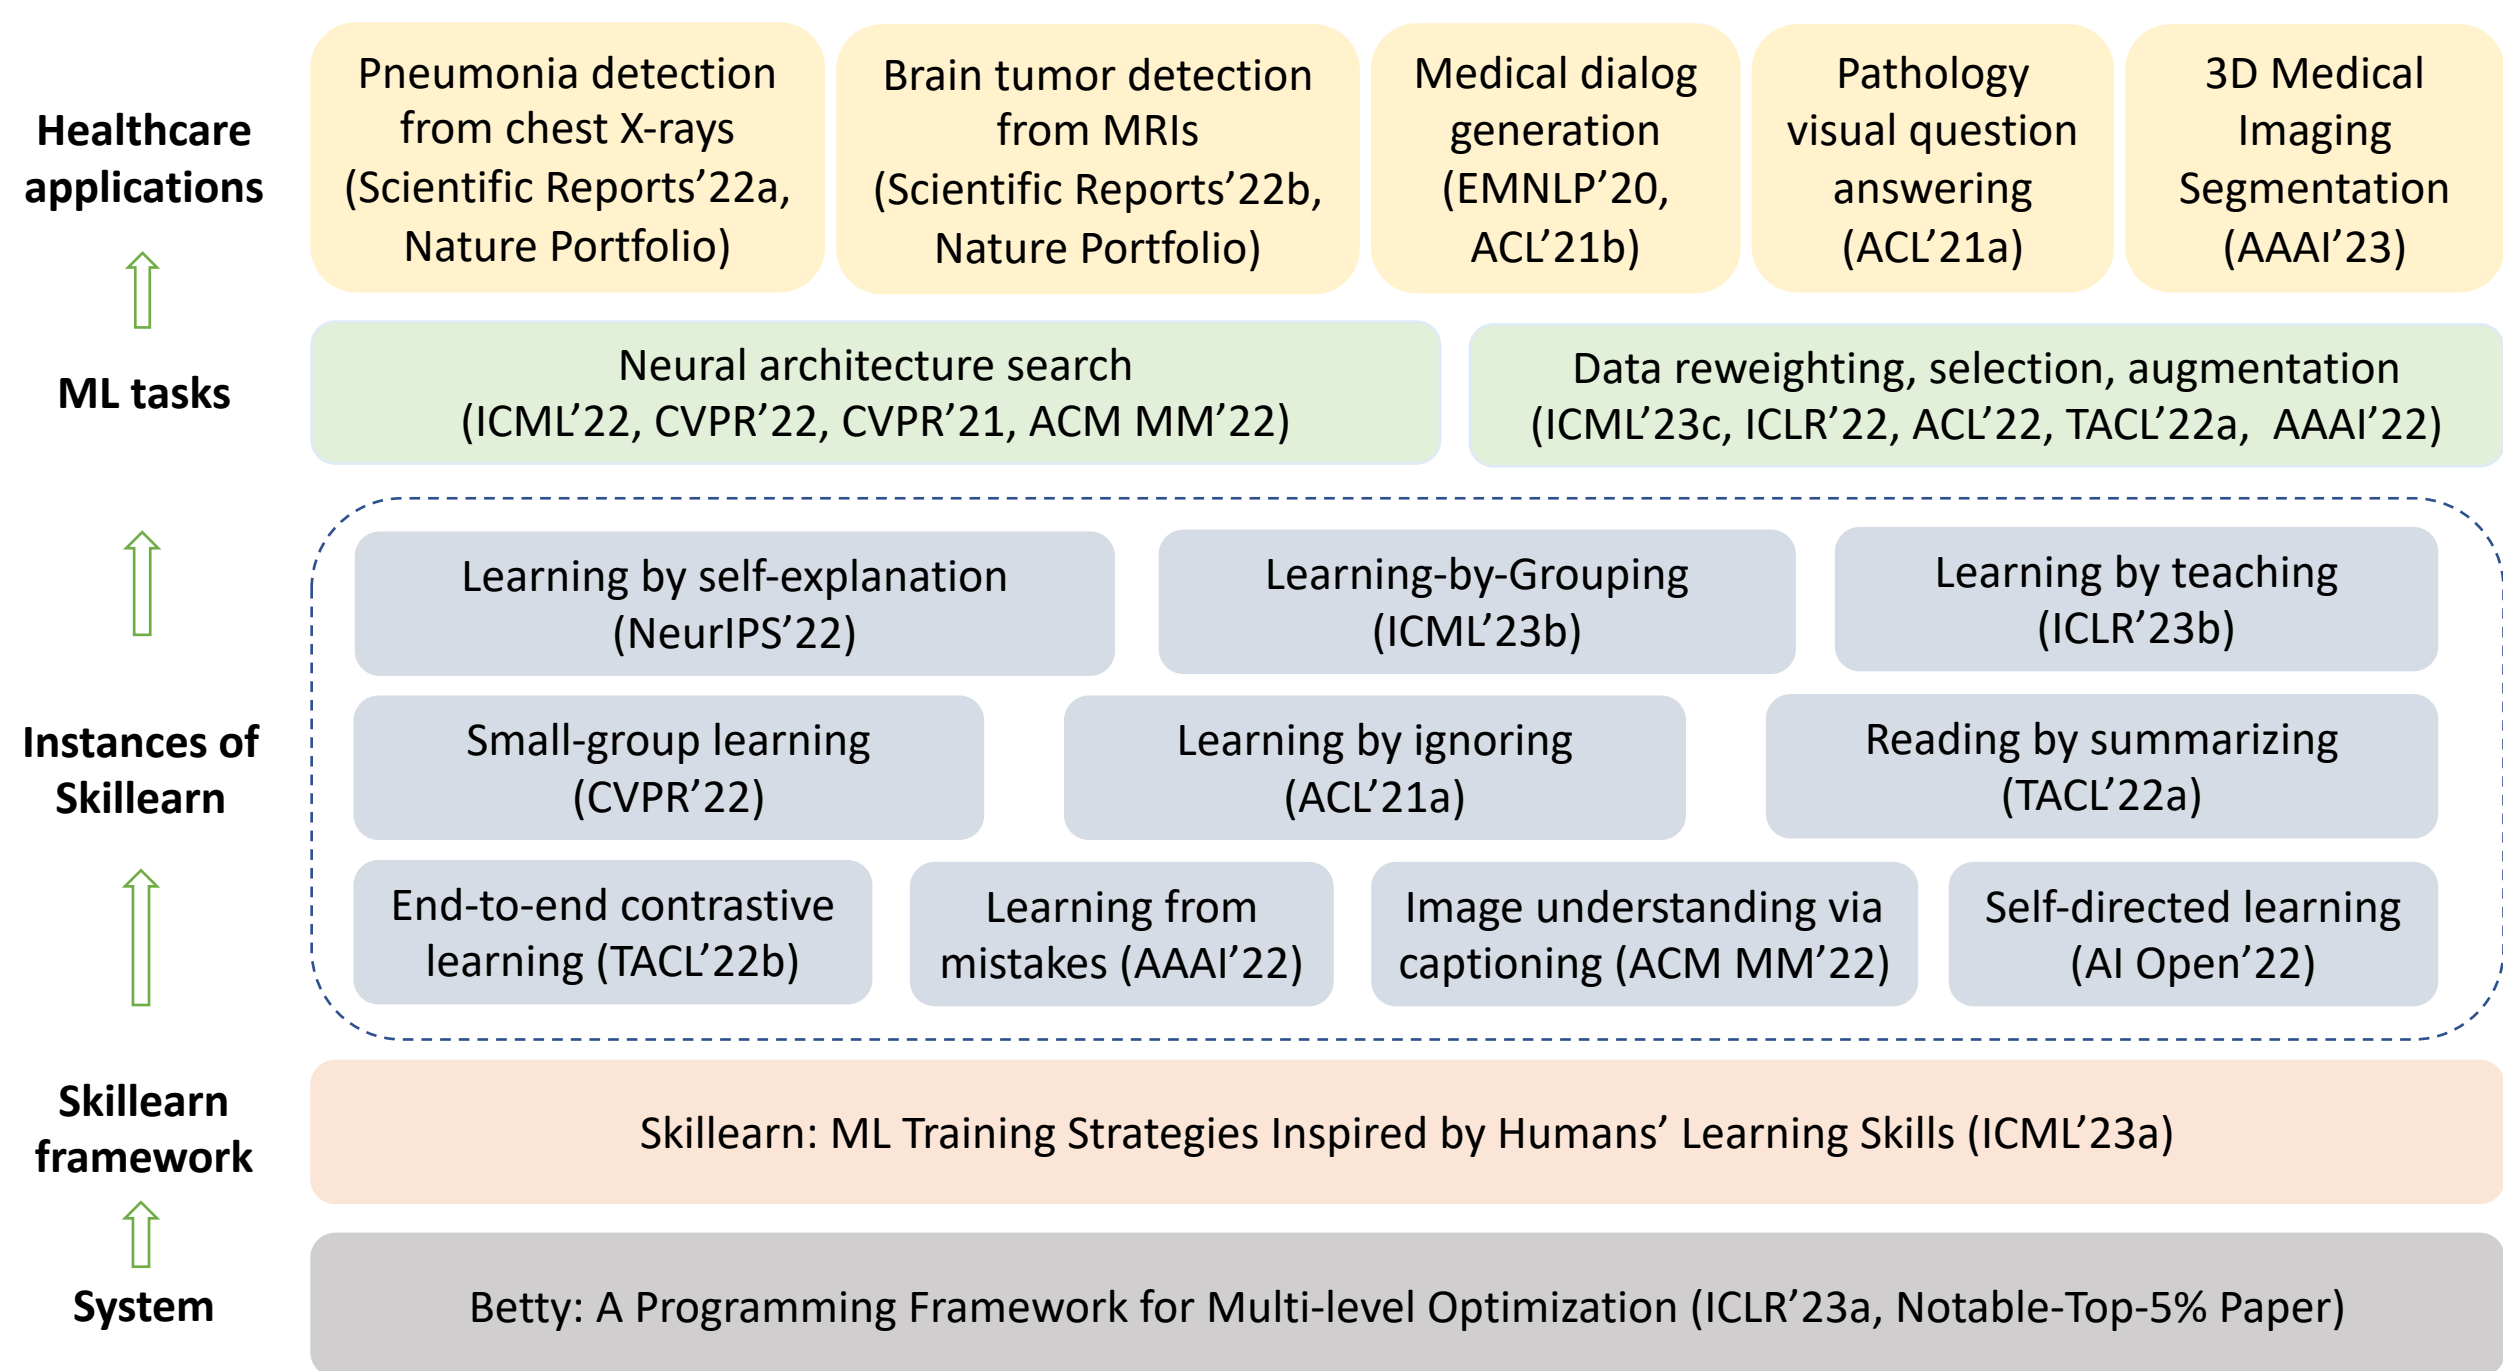 Healthcare
applications
Pneumonia detection
from chest X-rays
(Scientific Reports’22a,
Nature Portfolio)
Brain tumor detection
from MRIs
(Scientific Reports’22b,
Nature Portfolio)
Medical dialog
generation
(EMNLP’20,
ACL’21b)
Pathology
visual question
answering
(ACL’21a)
3D Medical
Imaging
Segmentation
(AAAI’23)
ML tasks
Neural architecture search
(ICML’22, CVPR’22, CVPR’21, ACM MM’22)
Data reweighting, selection, augmentation
(ICML’23c, ICLR’22, ACL’22, TACL’22a, AAAI’22)
Instances of
Skillearn
Learning by self-explanation
(NeurIPS’22)
Learning-by-Grouping
(ICML’23b)
Learning by teaching
(ICLR’23b)
Small-group learning
(CVPR’22)
Learning by ignoring
(ACL’21a)
Reading by summarizing
(TACL’22a)
End-to-end contrastive
learning (TACL’22b)
Learning from
mistakes (AAAI’22)
Image understanding via
captioning (ACM MM’22)
Self-directed learning
(AI Open’22)
Skillearn
framework
Skillearn: ML Training Strategies Inspired by Humans’ Learning Skills (ICML’23a)
System
Betty: A Programming Framework for Multi-level Optimization (ICLR’23a, Notable-Top-5% Paper)